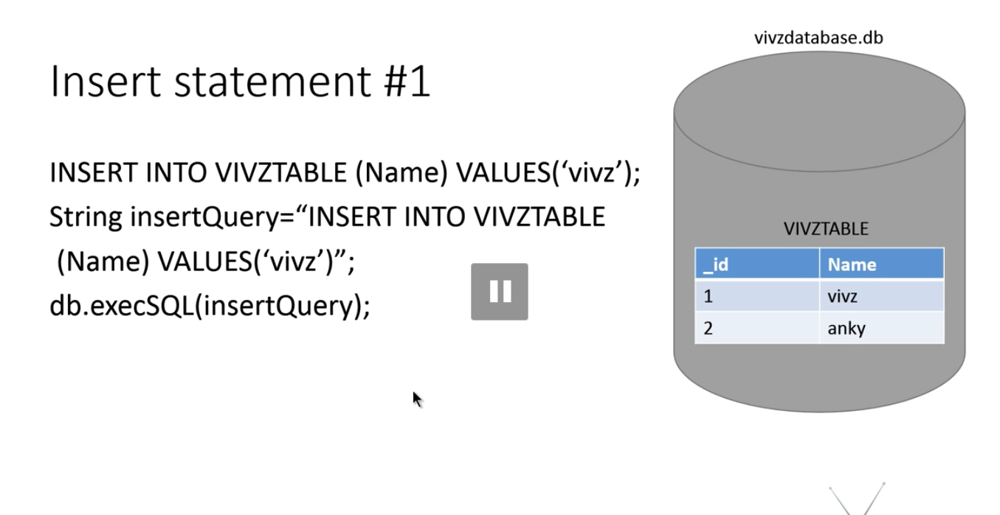 Insert statement #1
INSERT INTO VIVZTABLE (Name) VALUES(‘vivz’);
String insertQuery=“INSERT INTO VIVZTABLE
(Name) VALUES(‘vivz’)”;
db.execSQL(insertQuery);
vivzdatabase.db
VIVZTABLE
_id Name
1 vivz
2 anky